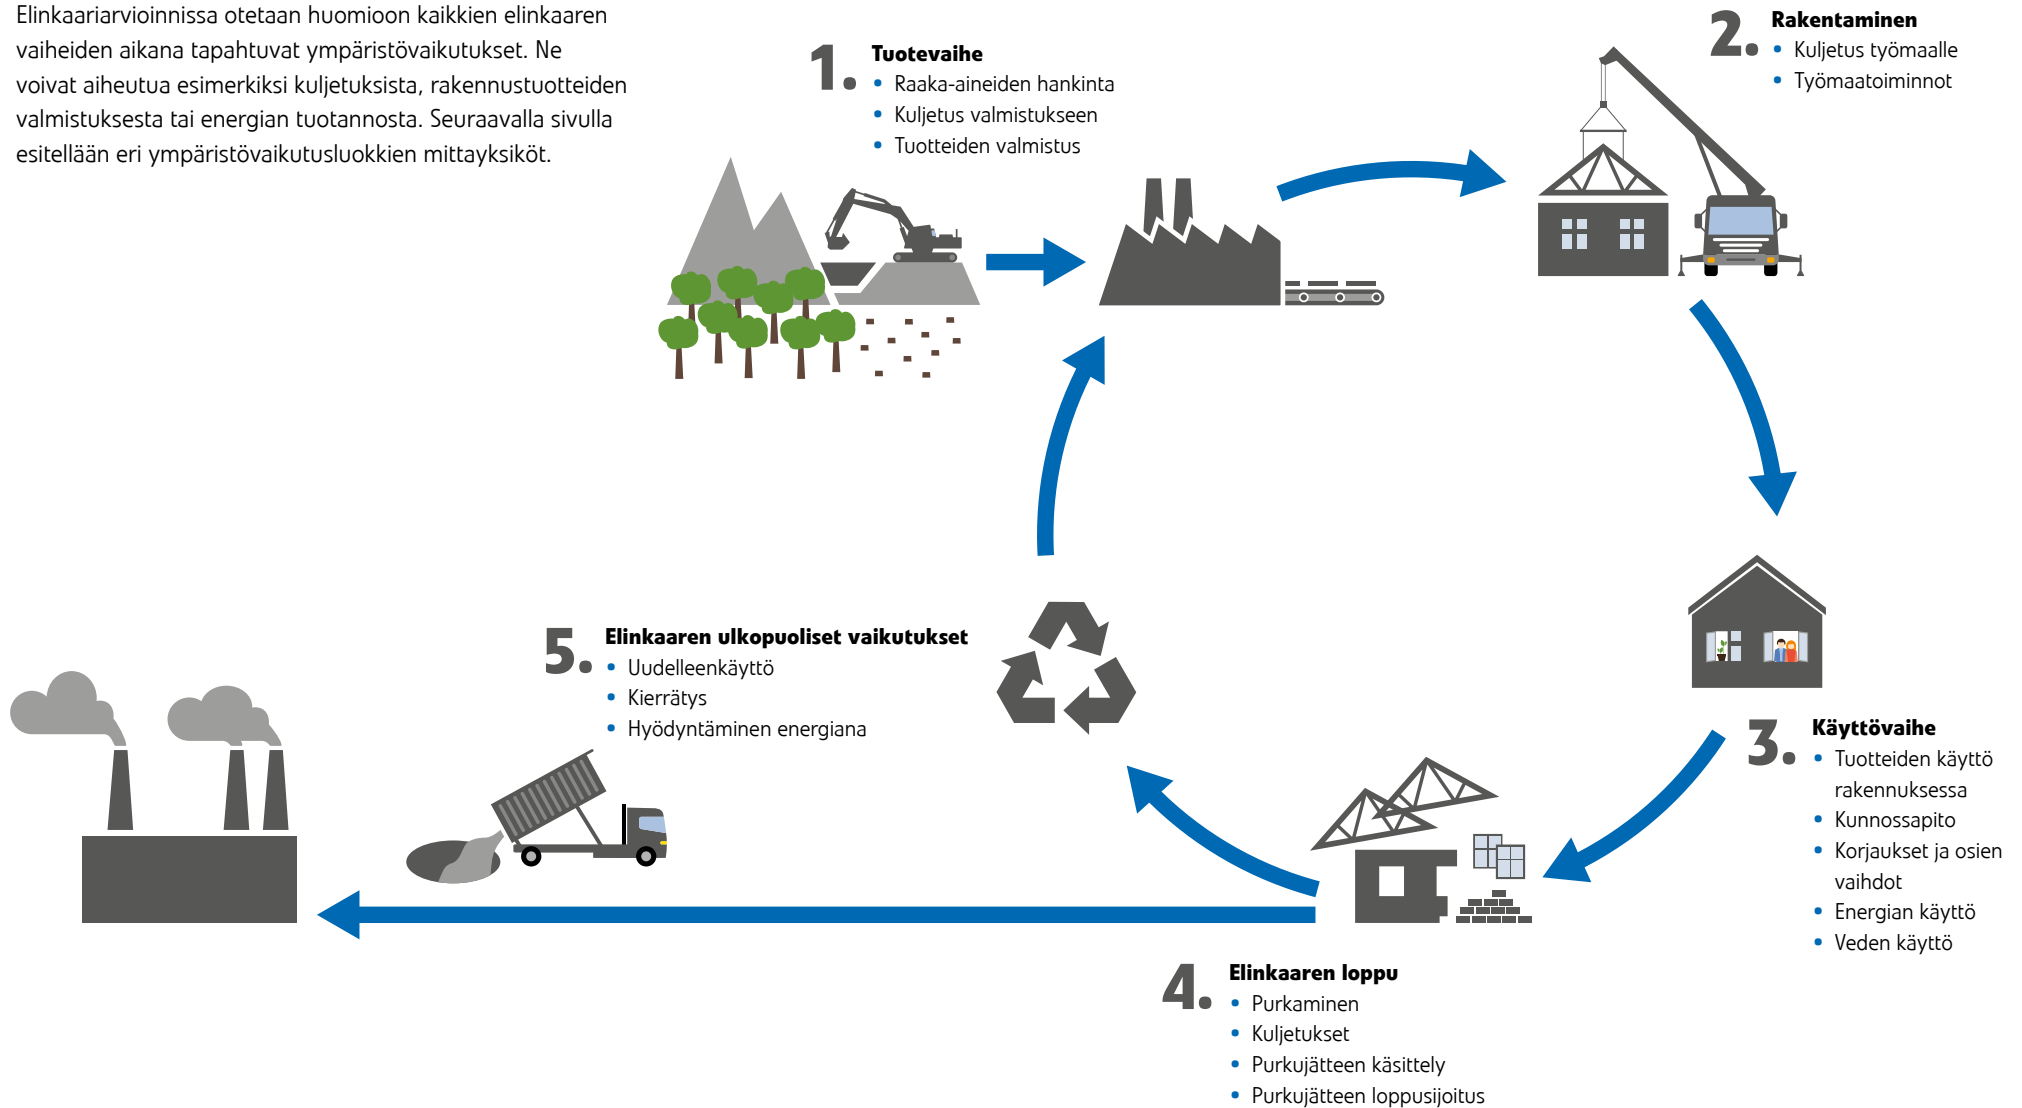 Elinkaariarvioinnissa otetaan huomioon kaikkien elinkaaren
vaiheiden aikana tapahtuvat ympäristövaikutukset. Ne
voivat aiheutua esimerkiksi kuljetuksista, rakennustuotteiden
valmistuksesta tai energian tuotannosta. Seuraavalla sivulla
esitellään eri ympäristövaikutusluokkien mittayksiköt.
1. Tuotevaihe
• Raaka-aineiden hankinta
• Kuljetus valmistukseen
• Tuotteiden valmistus
2. Rakentaminen
• Kuljetus työmaalle
• Työmaatoiminnot
3. Käyttövaihe
• Tuotteiden käyttö
rakennuksessa
• Kunnossapito
• Korjaukset ja osien
vaihdot
• Energian käyttö
• Veden käyttö
4. Elinkaaren loppu
• Purkaminen
• Kuljetukset
• Purkujätteen käsittely
• Purkujätteen loppusijoitus
5. Elinkaaren ulkopuoliset vaikutukset
• Uudelleenkäyttö
• Kierrätys
• Hyödyntäminen energiana